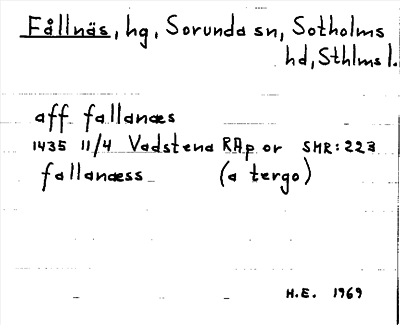 Fållnäs, hg, Sorunda sn, Sotholms
hd, Sthlms l.
aff fallanæs
1435 11/4 Vadstena RAp or SMR:223
fallanæss (a tergo)
H.E. 1969